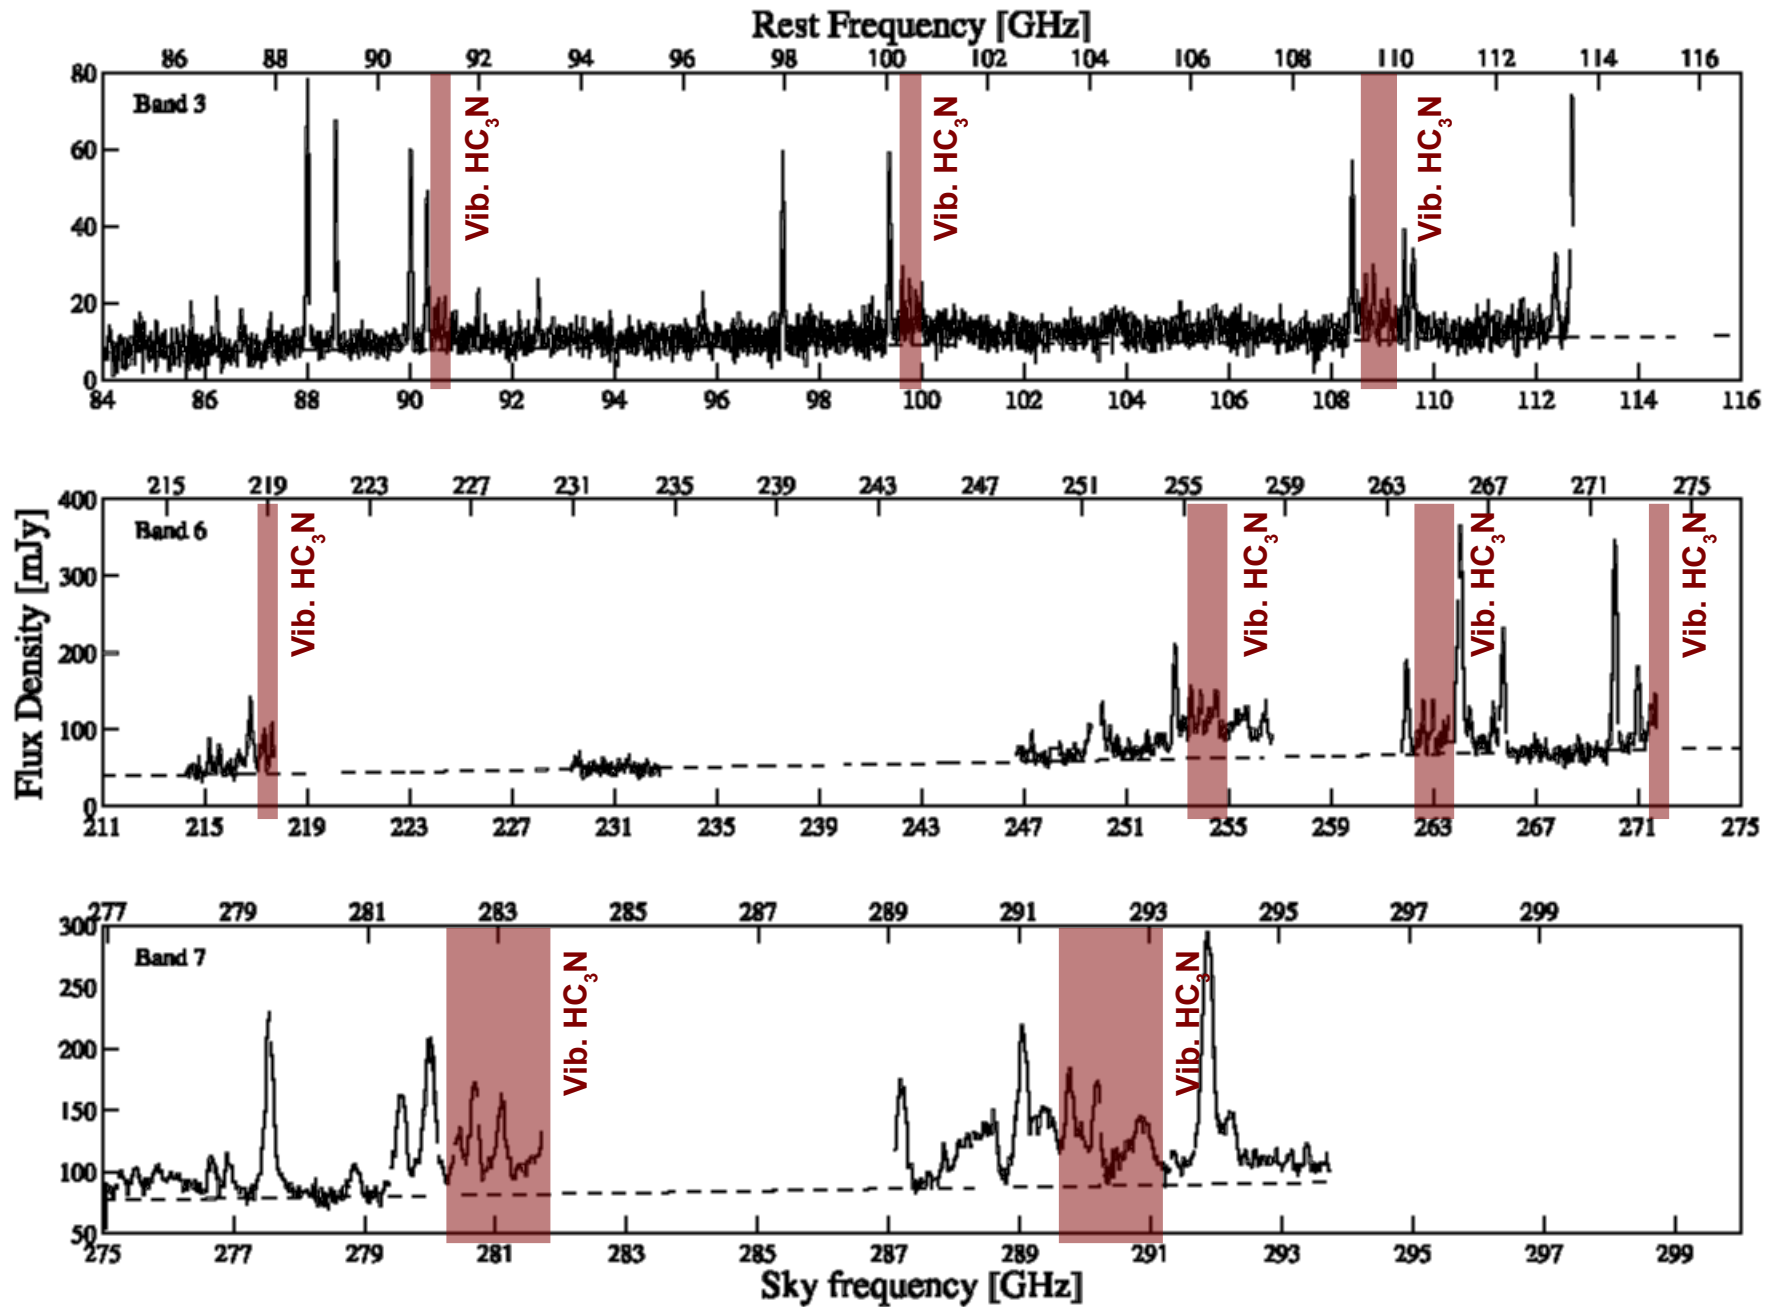 Rest Frequency [GHz]
86 88 90 92 94 96 98 100 102 104 106 108 110 112 114 116
80
60
40
20
0
Band 3
Vib. HC₃N
Vib. HC₃N
Vib. HC₃N
84 86 88 90 92 94 96 98 100 102 104 106 108 110 112 114 116
215 219 223 227 231 235 239 243 247 251 255 259 263 267 271 275
Flux Density [mJy]
400
300
200
100
0
Band 6
Vib. HC₃N
Vib. HC₃N
Vib. HC₃N
Vib. HC₃N
211 215 219 223 227 231 235 239 243 247 251 255 259 263 267 271 275
277 279 281 283 285 287 289 291 293 295 297 299
300
250
200
150
100
50
Band 7
Vib. HC₃N
Vib. HC₃N
275 277 279 281 283 285 287 289 291 293 295 297 299
Sky frequency [GHz]